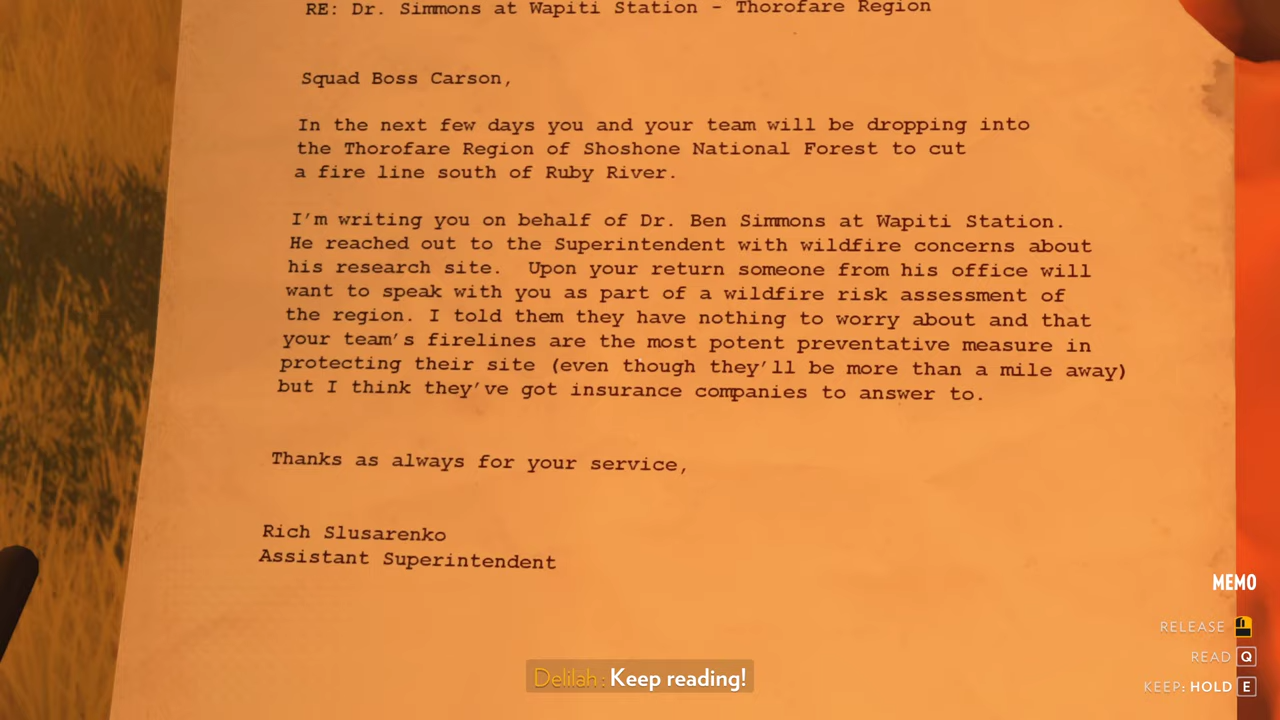 RE: Dr. Simmons at Wapiti Station - Thorofare Region
Squad Boss Carson,
In the next few days you and your team will be dropping into
the Thorofare Region of Shoshone National Forest to cut
a fire line south of Ruby River.
I'm writing you on behalf of Dr. Ben Simmons at Wapiti Station.
He reached out to the Superintendent with wildfire concerns about
his research site.  Upon your return someone from his office will
want to speak with you as part of a wildfire risk assessment of
the region. I told them they have nothing to worry about and that
your team's firelines are the most potent preventative measure in
protecting their site (even though they'll be more than a mile away)
but I think they've got insurance companies to answer to.
Thanks as always for your service,
Rich Slusarenko
Assistant Superintendent
MEMO
RELEASE
READ Q
KEEP: HOLD E
Delilah: Keep reading!